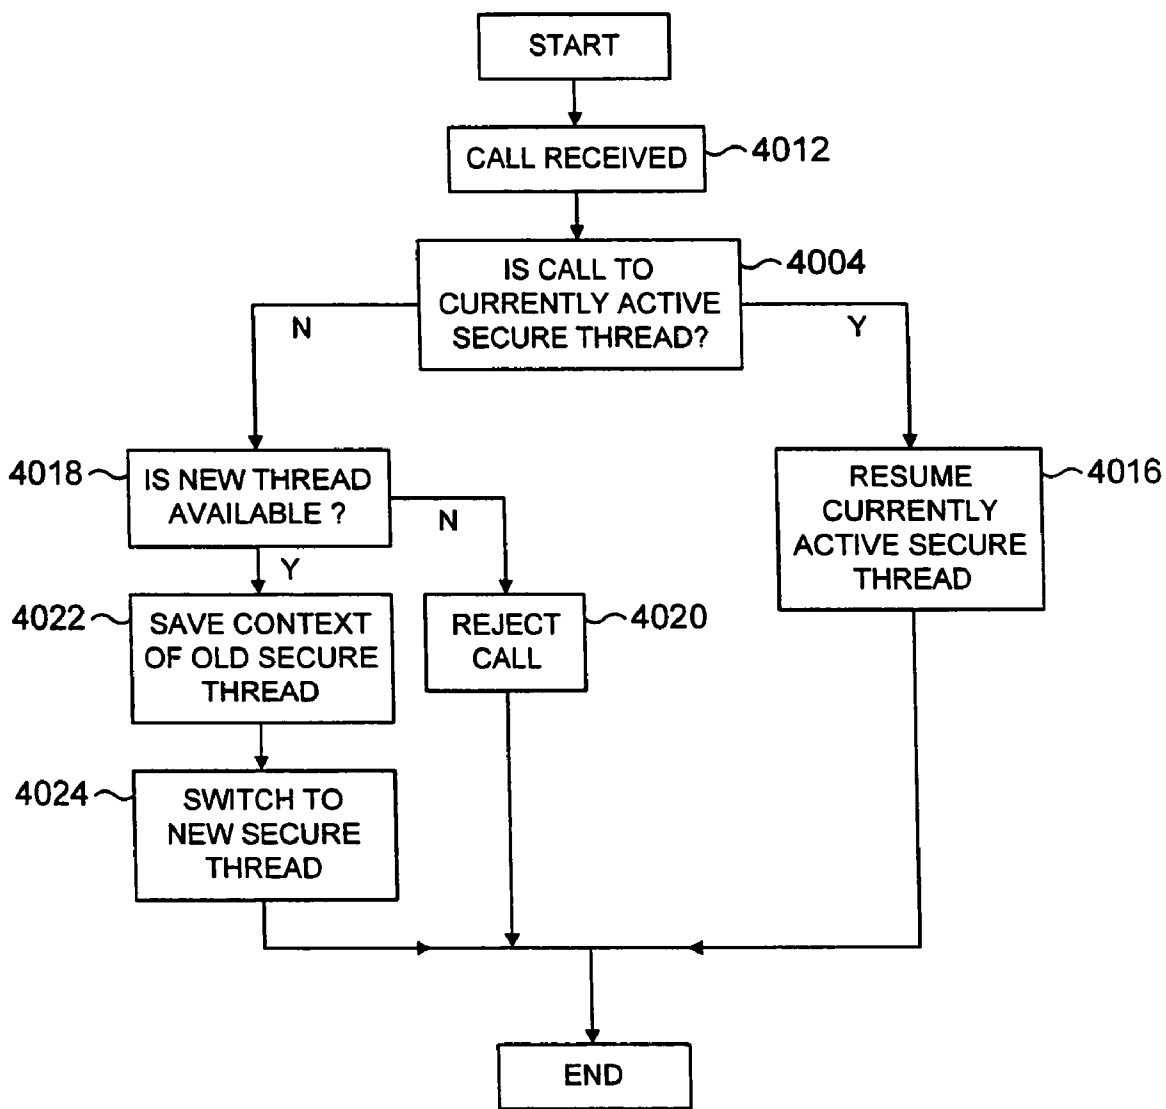 START
CALL RECEIVED
4012
IS CALL TO
CURRENTLY ACTIVE
SECURE THREAD?
4004
N
Y
4018
IS NEW THREAD
AVAILABLE ?
N
Y
RESUME
CURRENTLY
ACTIVE SECURE
THREAD
4016
4022
SAVE CONTEXT
OF OLD SECURE
THREAD
REJECT
CALL
4020
4024
SWITCH TO
NEW SECURE
THREAD
END